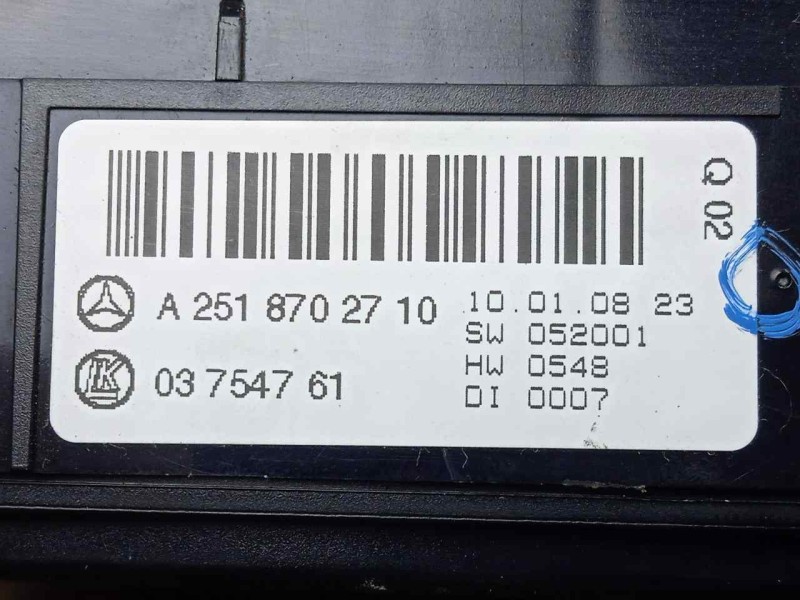 A 251 870 27 10
03 7547 61
10.01.08 23
SW 052001
HW 0548
DI 0007
Q 02